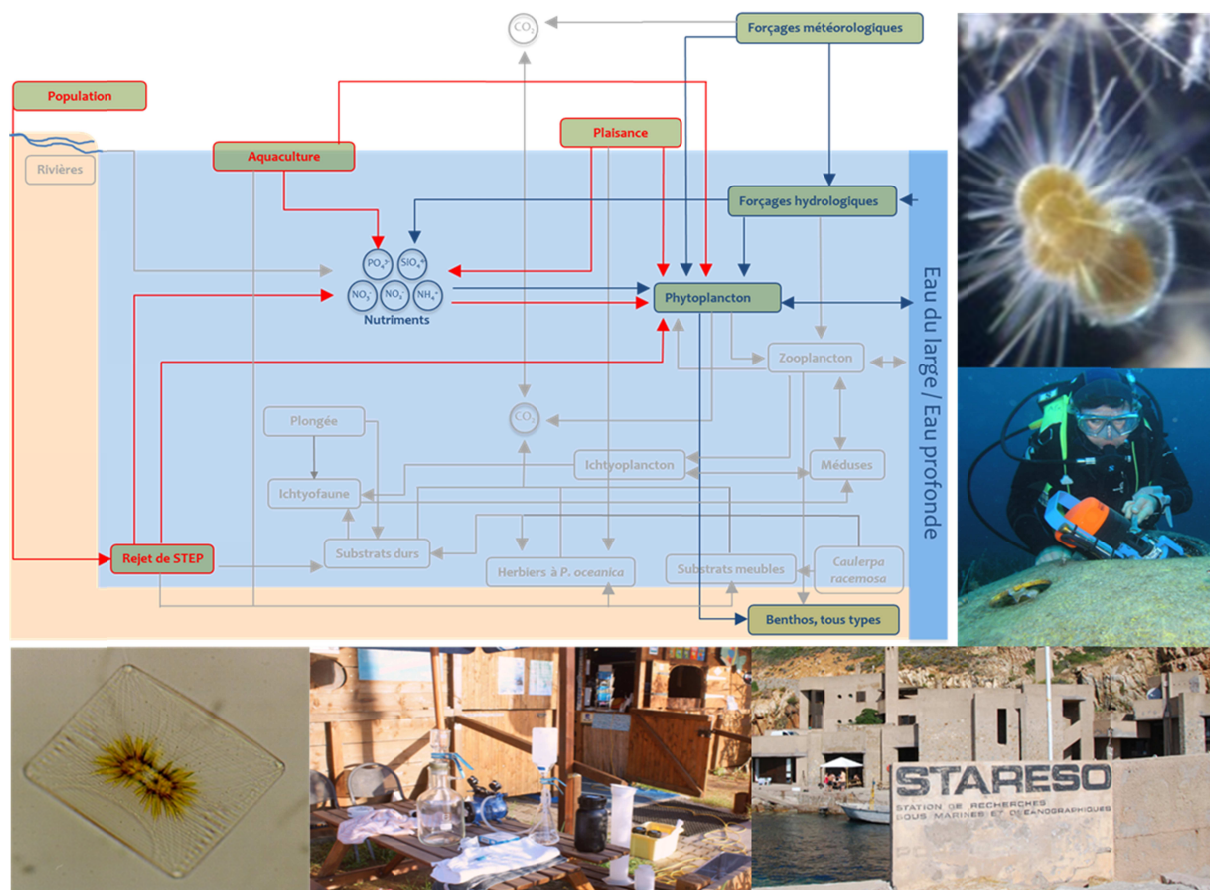 CO₂
Forçages météorologiques
Population
Plaisance
Aquaculture
Rivières
Forçages hydrologiques
PO₄³⁻
SiO₄⁴⁻
NO₃⁻
NO₂⁻
NH₄⁺
Nutriments
Phytoplancton
Eau du large / Eau profonde
Zooplancton
CO₂
Plongée
Ichtyoplancton
Méduses
Ichtyofaune
Rejet de STEP
Substrats durs
Herbiers à P. oceanica
Substrats meubles
Caulerpa
racemosa
Benthos, tous types
STARESO
STATION DE RECHERCHES
SOUS MARINES ET OCEANOGRAPHIQUES